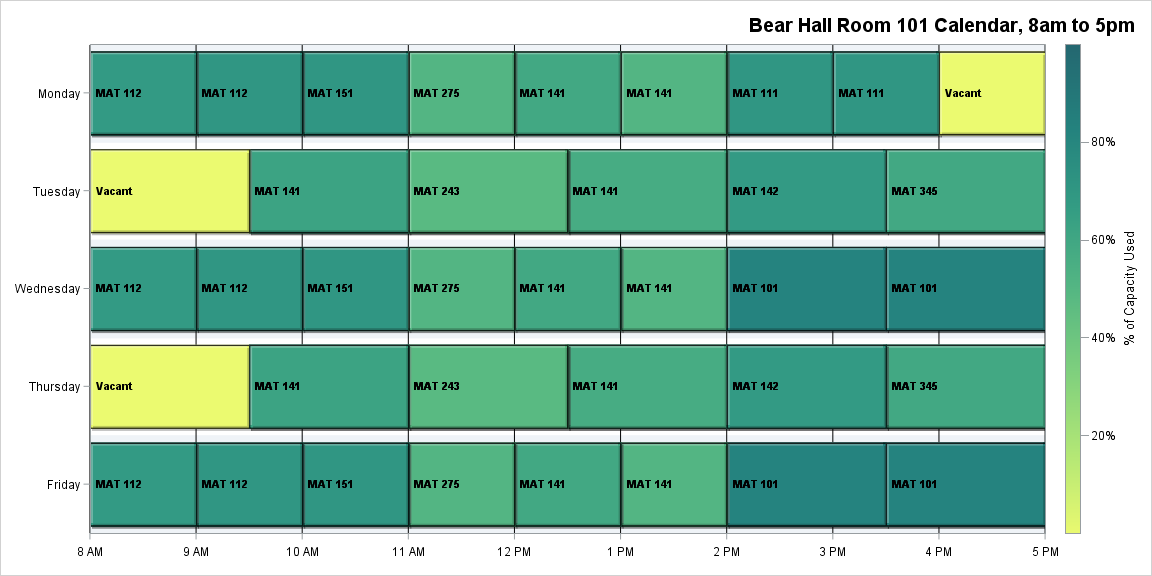 Bear Hall Room 101 Calendar, 8am to 5pm
Monday
MAT 112
MAT 112
MAT 151
MAT 275
MAT 141
MAT 141
MAT 111
MAT 111
Vacant
Tuesday
Vacant
MAT 141
MAT 243
MAT 141
MAT 142
MAT 345
Wednesday
MAT 112
MAT 112
MAT 151
MAT 275
MAT 141
MAT 141
MAT 101
MAT 101
Thursday
Vacant
MAT 141
MAT 243
MAT 141
MAT 142
MAT 345
Friday
MAT 112
MAT 112
MAT 151
MAT 275
MAT 141
MAT 141
MAT 101
MAT 101
8 AM
9 AM
10 AM
11 AM
12 PM
1 PM
2 PM
3 PM
4 PM
5 PM
80%
60%
40%
20%
% of Capacity Used